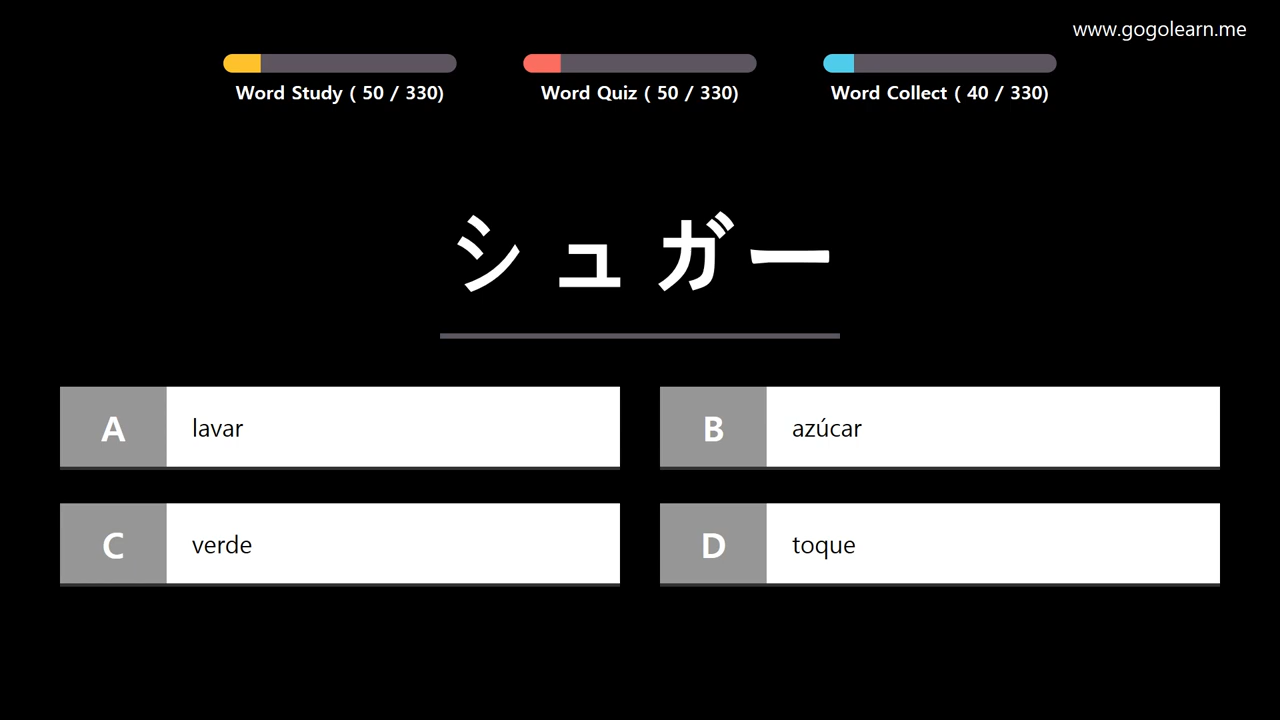 www.gogolearn.me
Word Study ( 50 / 330)
Word Quiz ( 50 / 330)
Word Collect ( 40 / 330)
シュガー
A lavar
B azúcar
C verde
D toque